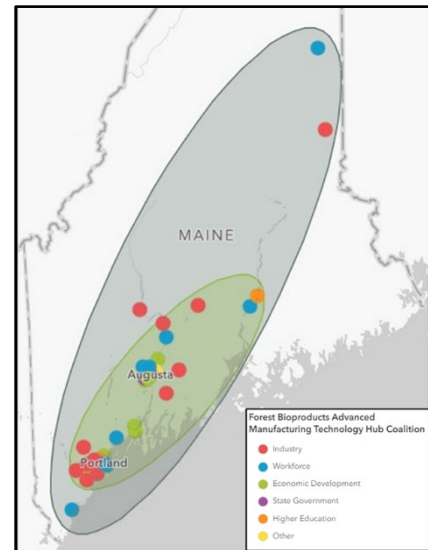 MAINE
Augusta
Portland
Forest Bioproducts Advanced
Manufacturing Technology Hub Coalition
Industry
Workforce
Economic Development
State Government
Higher Education
Other